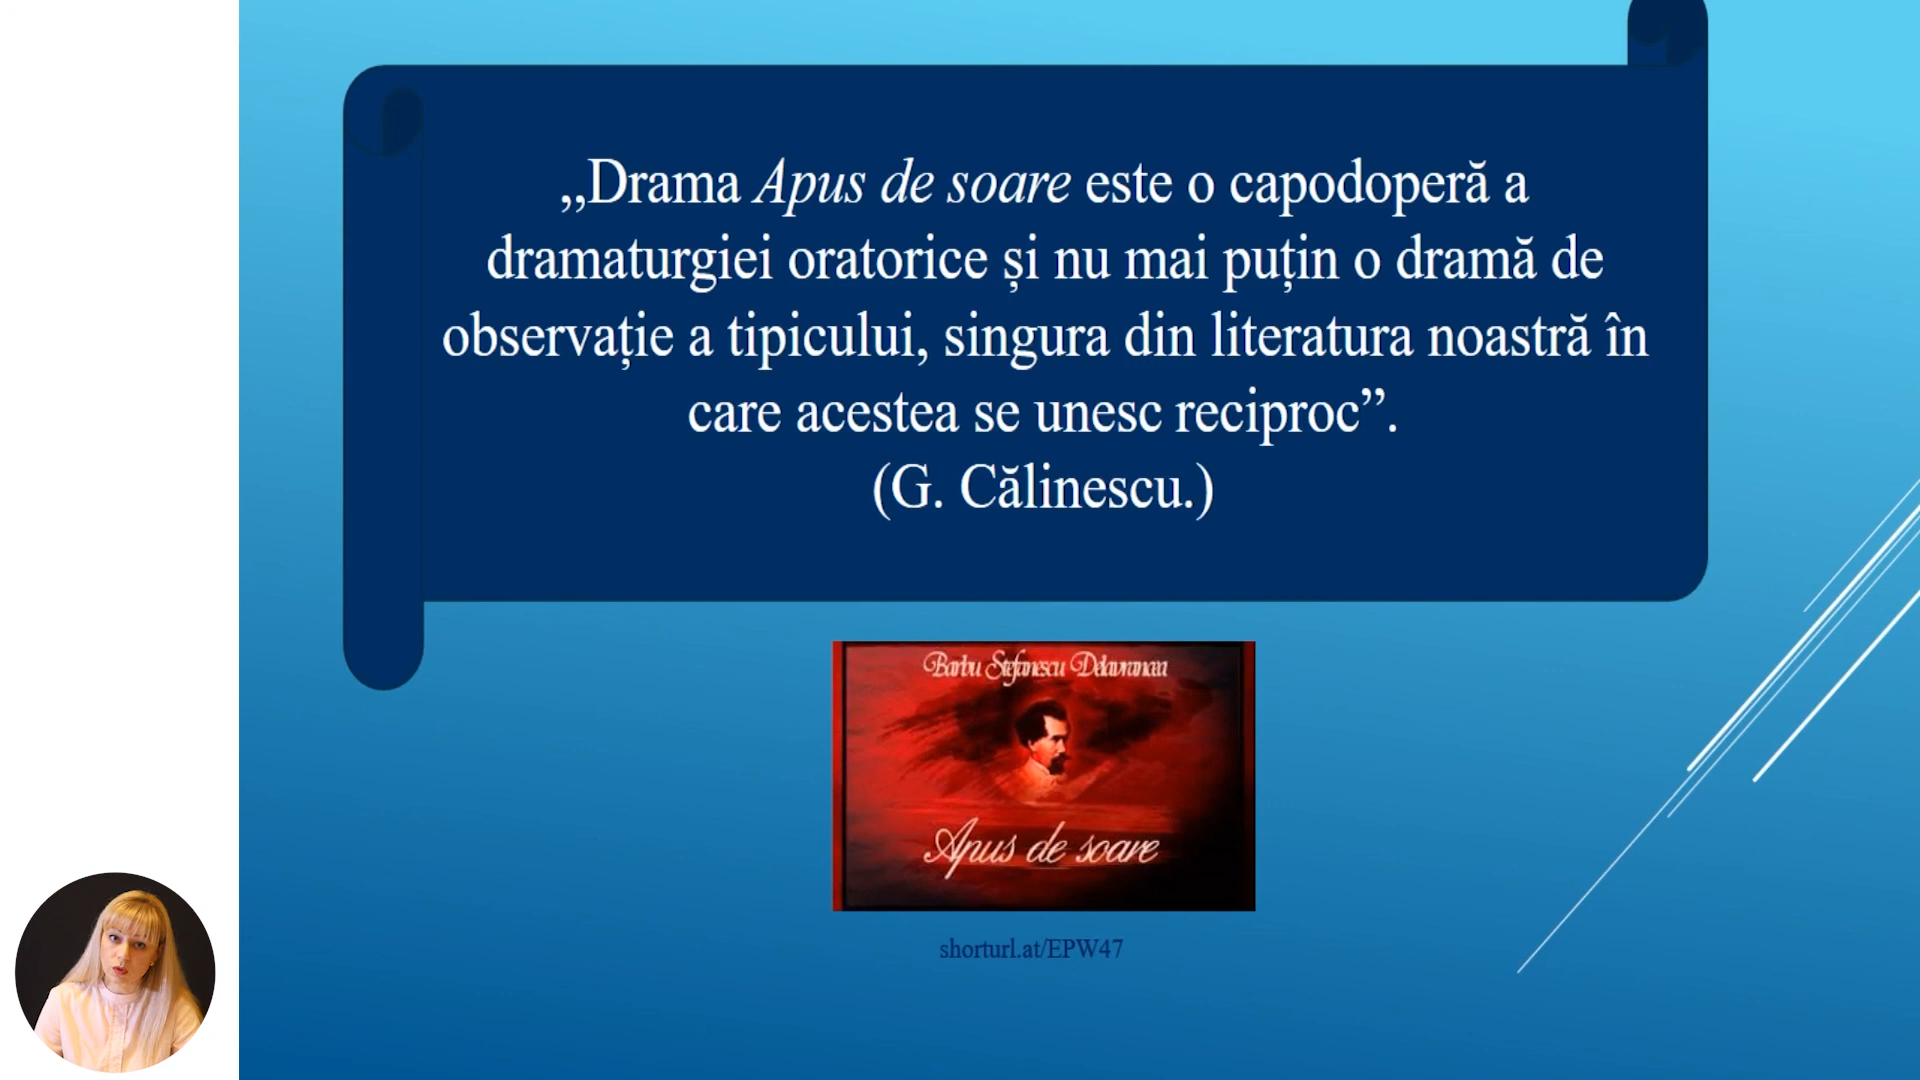 „Drama Apus de soare este o capodoperă a
dramaturgiei oratorice și nu mai puțin o dramă de
observație a tipicului, singura din literatura noastră în
care acestea se unesc reciproc”.
(G. Călinescu.)
Barbu Ștefănescu Delavrancea
Apus de soare
shorturl.at/EPW47